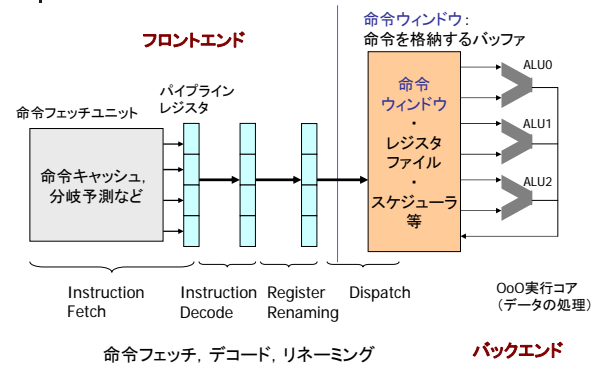 フロントエンド
命令ウィンドウ:
命令を格納するバッファ
命令フェッチユニット
パイプライン
レジスタ
命令キャッシュ,
分岐予測など
命令
ウィンドウ
・
レジスタ
ファイル
・
スケジューラ
等
ALU0
ALU1
ALU2
Instruction
Fetch
Instruction
Decode
Register
Renaming
Dispatch
OoO実行コア
(データの処理)
命令フェッチ, デコード, リネーミング
バックエンド